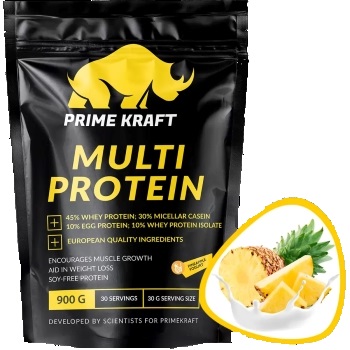 PRIME KRAFT
MULTI
PROTEIN
45% WHEY PROTEIN; 30% MICELLAR CASEIN
10% EGG PROTEIN; 10% WHEY PROTEIN ISOLATE
EUROPEAN QUALITY INGREDIENTS
ENCOURAGES MUSCLE GROWTH
AID IN WEIGHT LOSS
SOY-FREE PROTEIN
PINEAPPLE
YOGURT
900 G
30 SERVINGS
30 G SERVING SIZE
DEVELOPED BY SCIENTISTS FOR PRIMEKRAFT